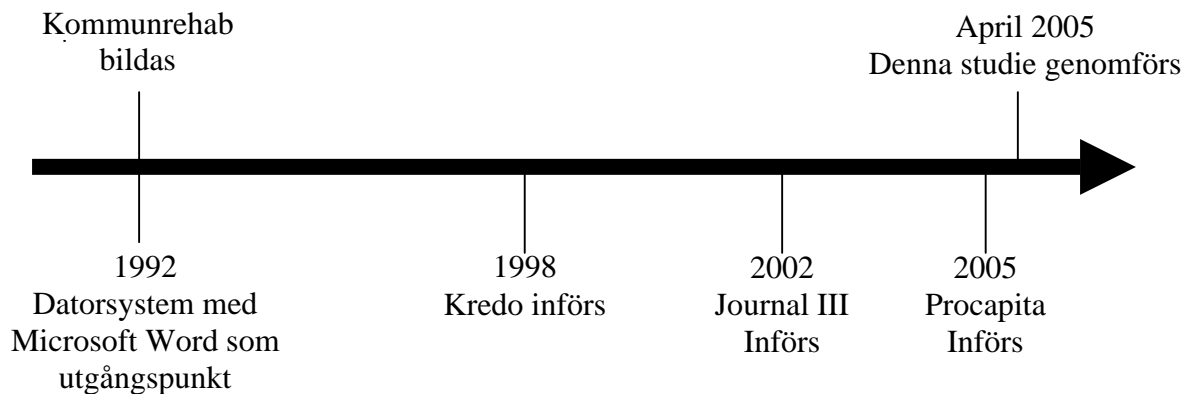 Kommunrehab
bildas
April 2005
Denna studie genomförs
1992
Datorsystem med
Microsoft Word som
utgångspunkt
1998
Kredo införs
2002
Journal III
Införs
2005
Procapita
Införs